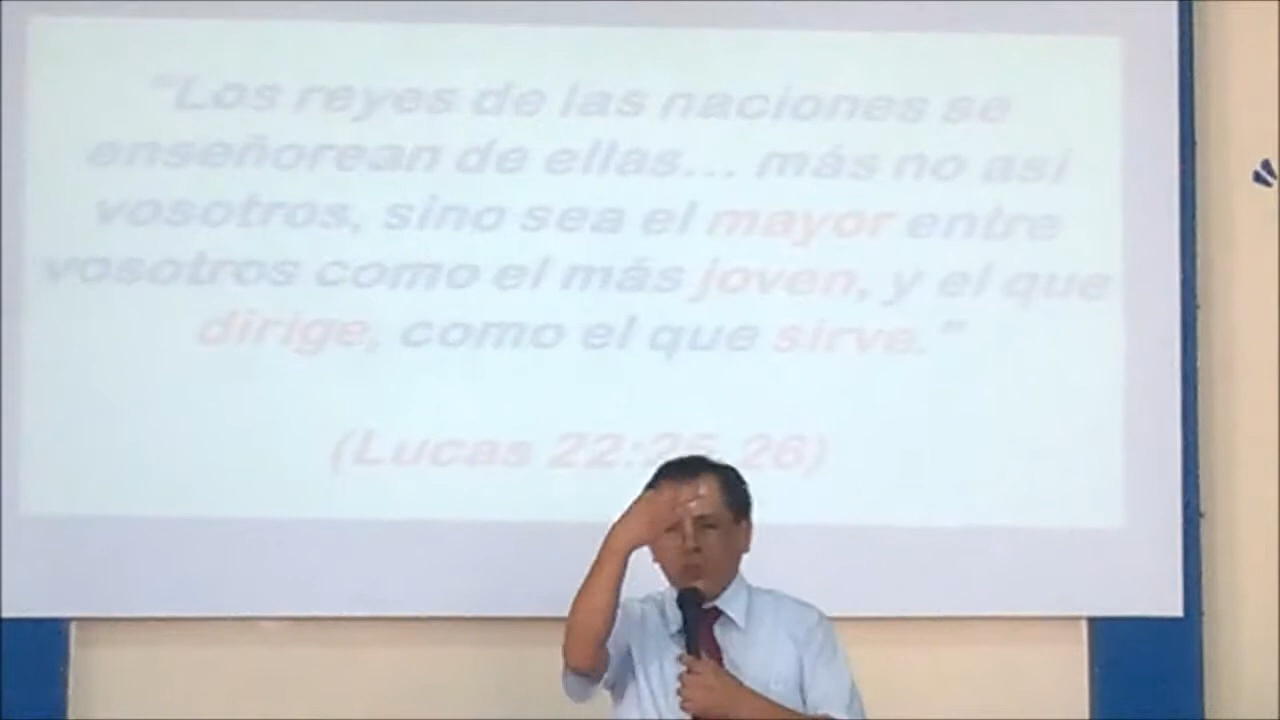 "Los reyes de las naciones se
enseñorean de ellas... más no así
vosotros, sino sea el mayor entre
vosotros como el más joven, y el que
dirige, como el que sirve."
(Lucas 22:25-26)